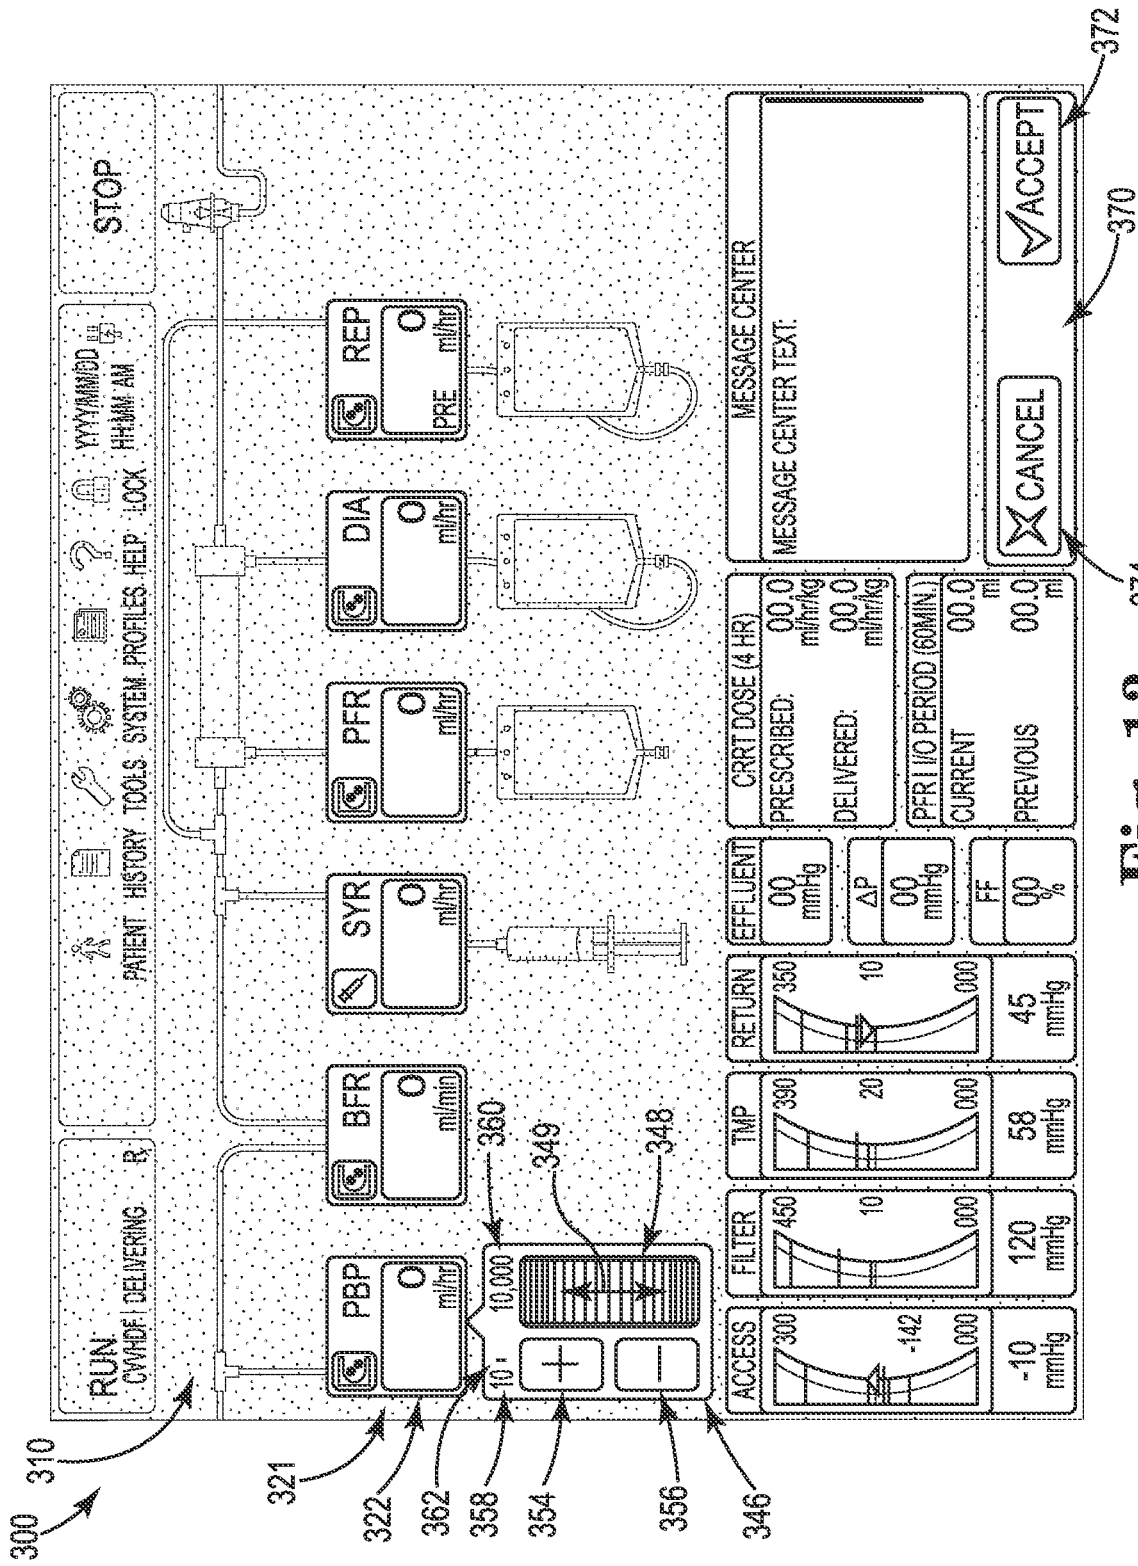 300
310
RUN
CVVHDF | DELIVERING
PATIENT HISTORY TOOLS SYSTEM PROFILES HELP LOCK
YYYY/MM/DD
HH:MM AM
STOP
321
322
362
358
354
356
346
PBP
0
ml/hr
BFR
0
ml/min
SYR
0
ml/hr
PFR
0
ml/hr
DIA
0
ml/hr
REP
0
PRE ml/hr
10 - 10,000
360
349
348
ACCESS
300
-142
000
-10
mmHg
FILTER
450
10
000
120
mmHg
TMP
390
20
000
58
mmHg
RETURN
350
10
000
45
mmHg
EFFLUENT
00
mmHg
ΔP
00
mmHg
FF
00
%
CRRT DOSE (4 HR)
PRESCRIBED: 00.0
ml/hr/kg
DELIVERED: 00.0
ml/hr/kg
PFR I/O PERIOD (60MIN.)
CURRENT 00.0
ml
PREVIOUS 00.0
ml
MESSAGE CENTER
MESSAGE CENTER TEXT:
CANCEL
ACCEPT
370
372